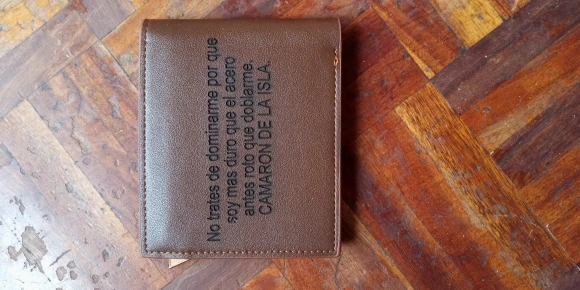 No trates de dominarme por que
soy mas duro que el acero
antes roto que doblarme.
CAMARON DE LA ISLA.